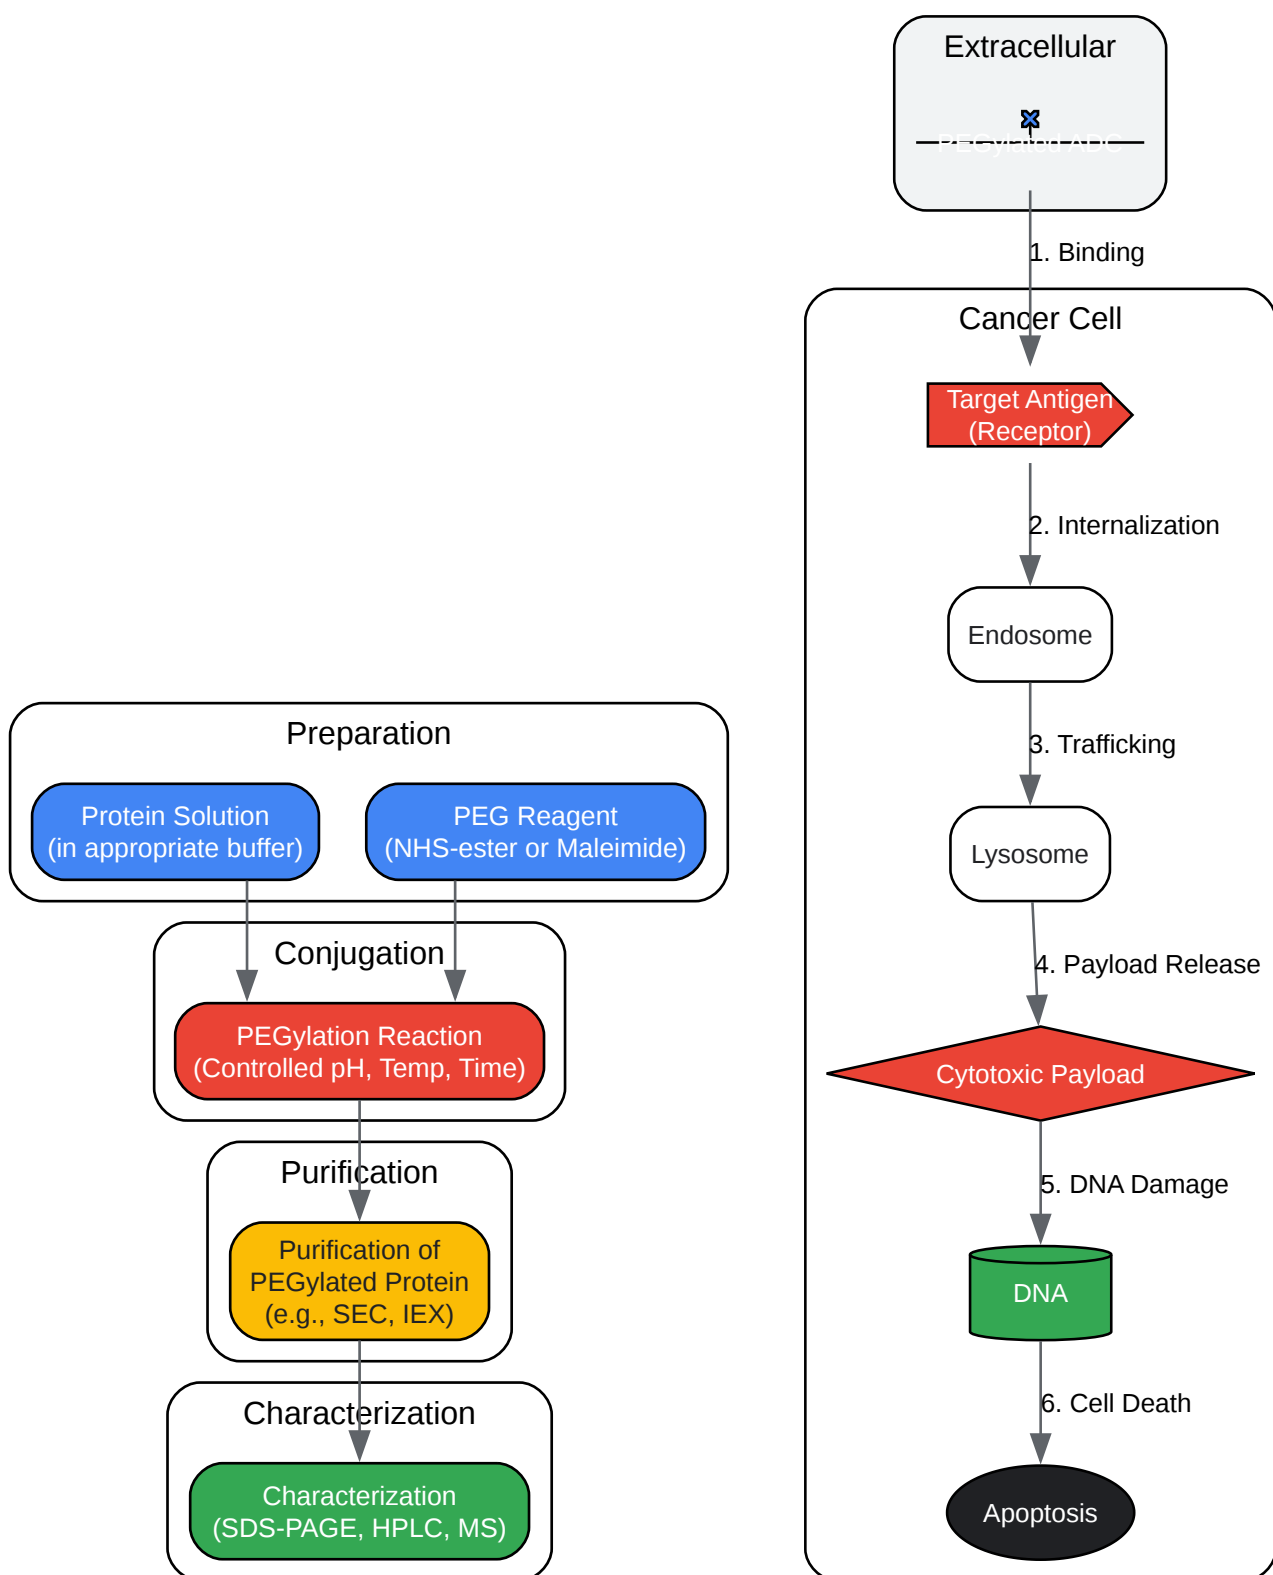 Extracellular
PEGylated ADC
1. Binding
Cancer Cell
Target Antigen
(Receptor)
2. Internalization
Endosome
3. Trafficking
Lysosome
4. Payload Release
Cytotoxic Payload
5. DNA Damage
DNA
6. Cell Death
Apoptosis
Preparation
Protein Solution
(in appropriate buffer)
PEG Reagent
(NHS-ester or Maleimide)
Conjugation
PEGylation Reaction
(Controlled pH, Temp, Time)
Purification
Purification of
PEGylated Protein
(e.g., SEC, IEX)
Characterization
Characterization
(SDS-PAGE, HPLC, MS)